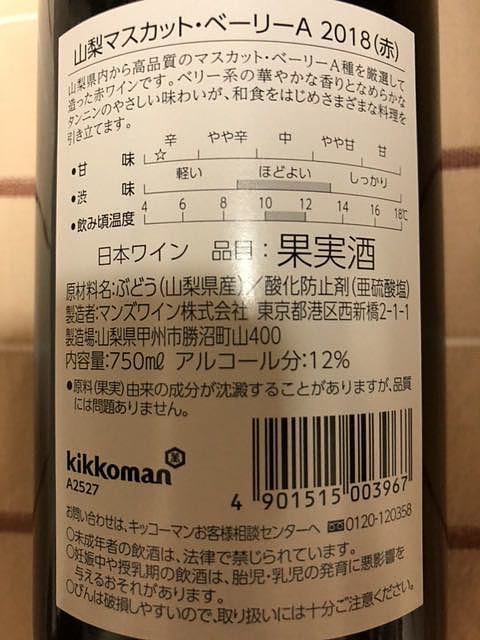 山梨マスカット・ベーリーA 2018(赤)
山梨県内から高品質のマスカット・ベーリーA種を厳選して
造った赤ワインです。ベリー系の華やかな香りとなめらかな
タンニンのやさしい味わいが、和食をはじめさまざまな料理を
引き立てます。
辛 やや辛 中 やや甘 甘
●甘味 ☆
軽い ほどよい しっかり
●渋味
4 6 8 10 12 14 16 18℃
●飲み頃温度
日本ワイン 品目:果実酒
原材料名:ぶどう(山梨県産)/酸化防止剤(亜硫酸塩)
製造者:マンズワイン株式会社 東京都港区西新橋2-1-1
製造場:山梨県甲州市勝沼町山400
内容量:750mℓ アルコール分:12%
●原料(果実)由来の成分が沈澱することがありますが、品質
には問題ありません。
kikkoman 萬
A2527
4 901515 003967
お問い合わせは、キッコーマンお客様相談センターへ 0120-120358
○未成年者の飲酒は、法律で禁じられています。
○妊娠中や授乳期の飲酒は、胎児・乳児の発育に悪影響を
与えるおそれがあります。
○びんは破損しやすいので、取り扱いには十分ご注意ください。